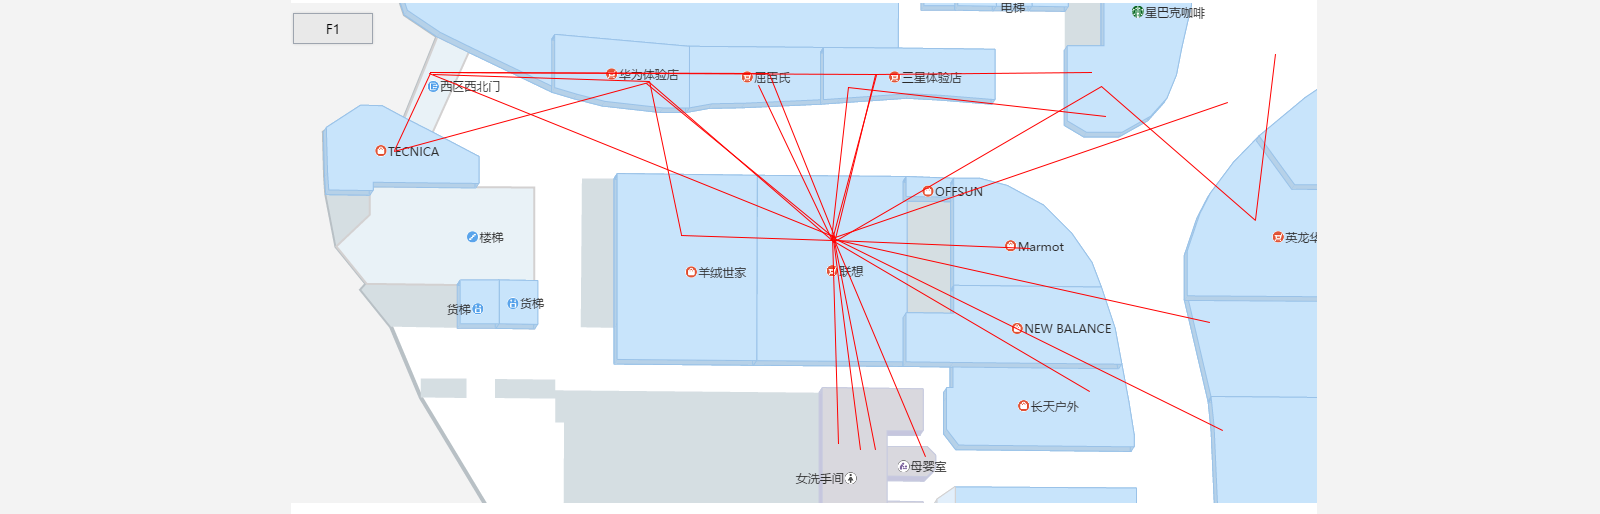 电梯
星巴克咖啡
F1
华为体验店
屈臣氏
三星体验店
西区西北门
TECNICA
OFFSUN
楼梯
英龙华
Marmot
羊绒世家
联想
货梯
货梯
NEW BALANCE
长天户外
母婴室
女洗手间